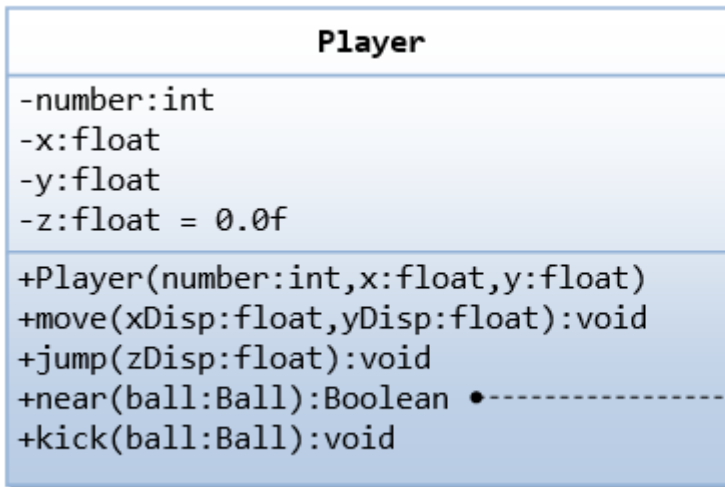 Player
-number:int
-x:float
-y:float
-z:float = 0.0f
+Player(number:int,x:float,y:float)
+move(xDisp:float,yDisp:float):void
+jump(zDisp:float):void
+near(ball:Ball):Boolean
+kick(ball:Ball):void